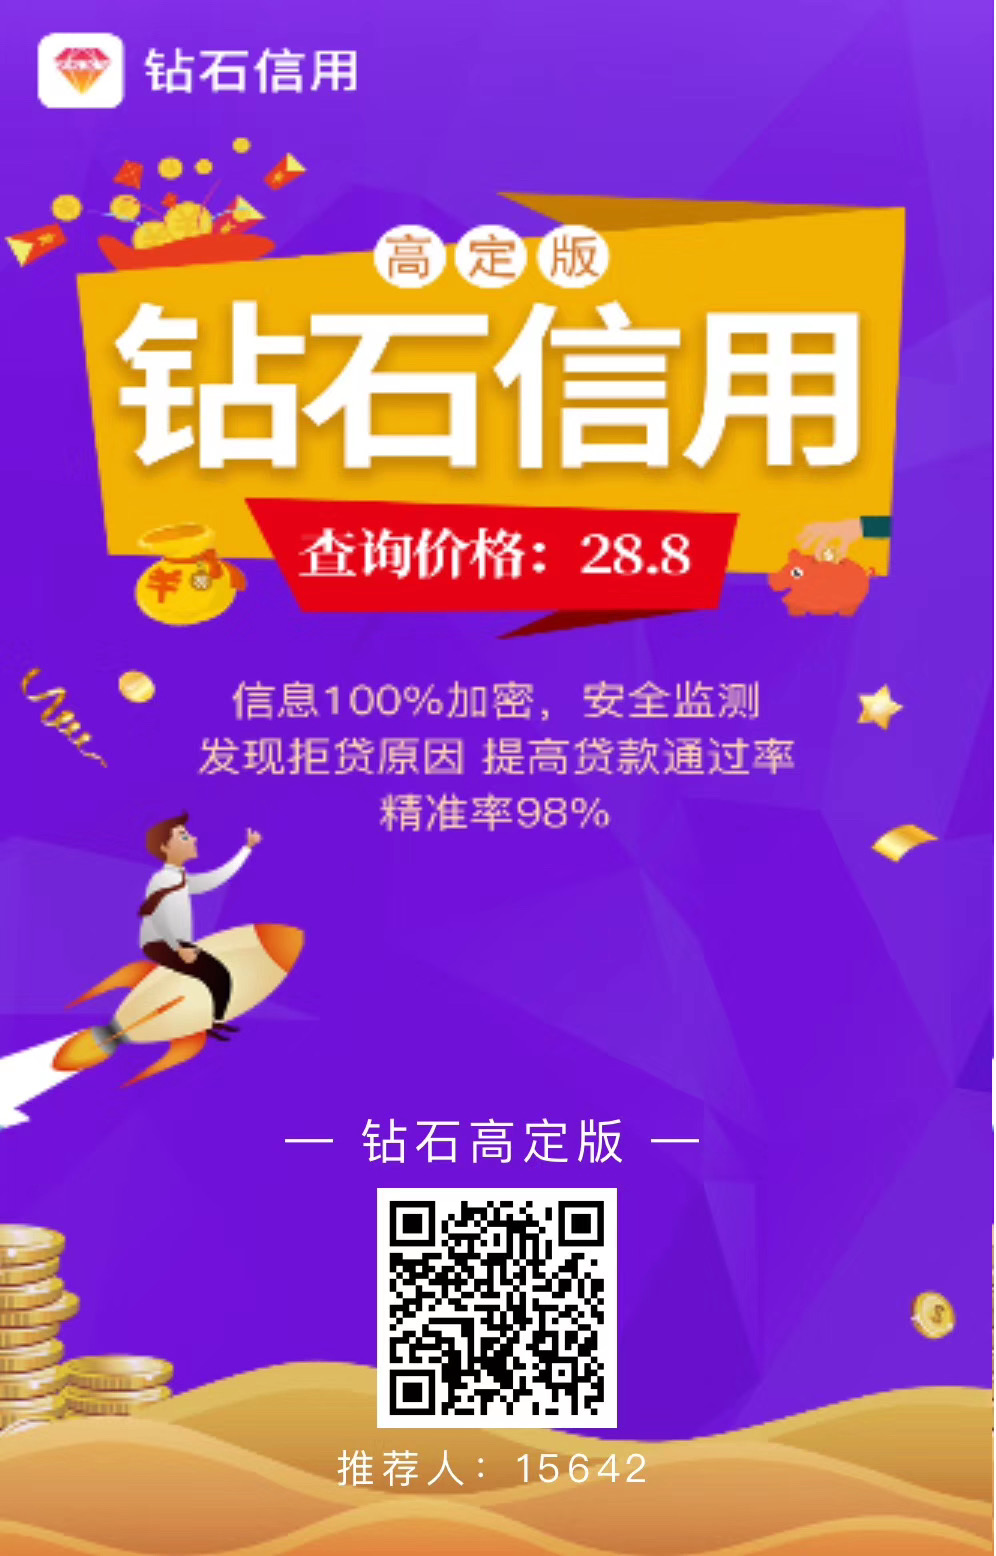 钻石信用
高定版
钻石信用
查询价格：28.8
信息100%加密，安全监测
发现拒贷原因 提高贷款通过率
精准率98%
— 钻石高定版 —
推荐人：15642